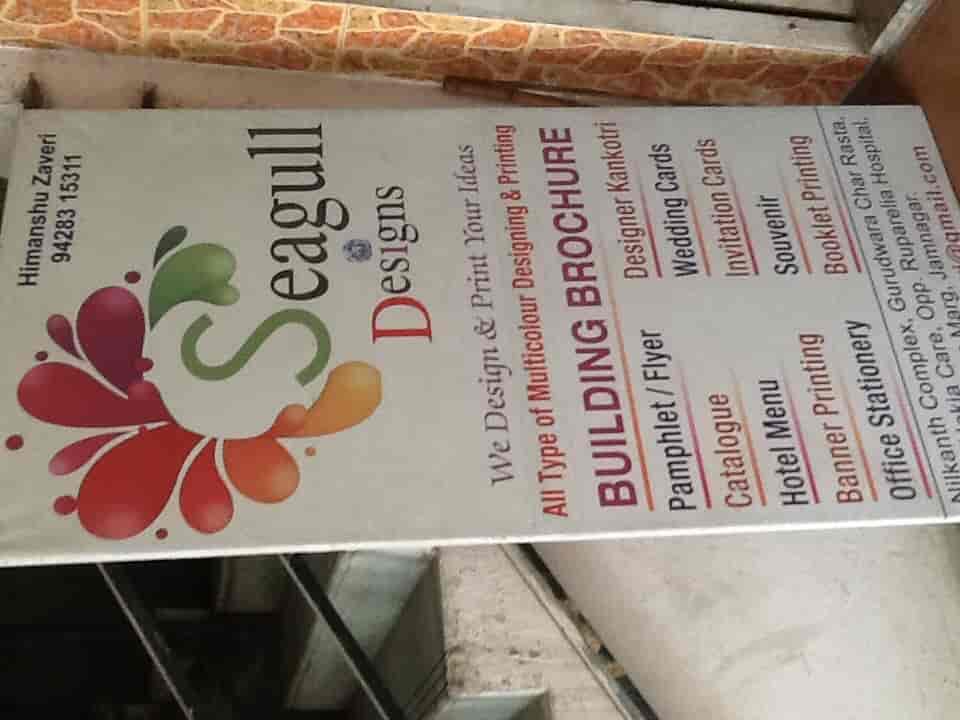 Himanshu Zaveri
94283 15311
Seagull
Designs
We Design & Print Your Ideas
All Type of Multicolour Designing & Printing
BUILDING BROCHURE
Pamphlet / Flyer
Designer Kankotri
Catalogue
Wedding Cards
Hotel Menu
Invitation Cards
Banner Printing
Souvenir
Office Stationery
Booklet Printing
Nilkanth Complex, Gurudwara Char Rasta,
Care, Opp. Ruparelia Hospital,
Marg, Jamnagar.
@gmail.com